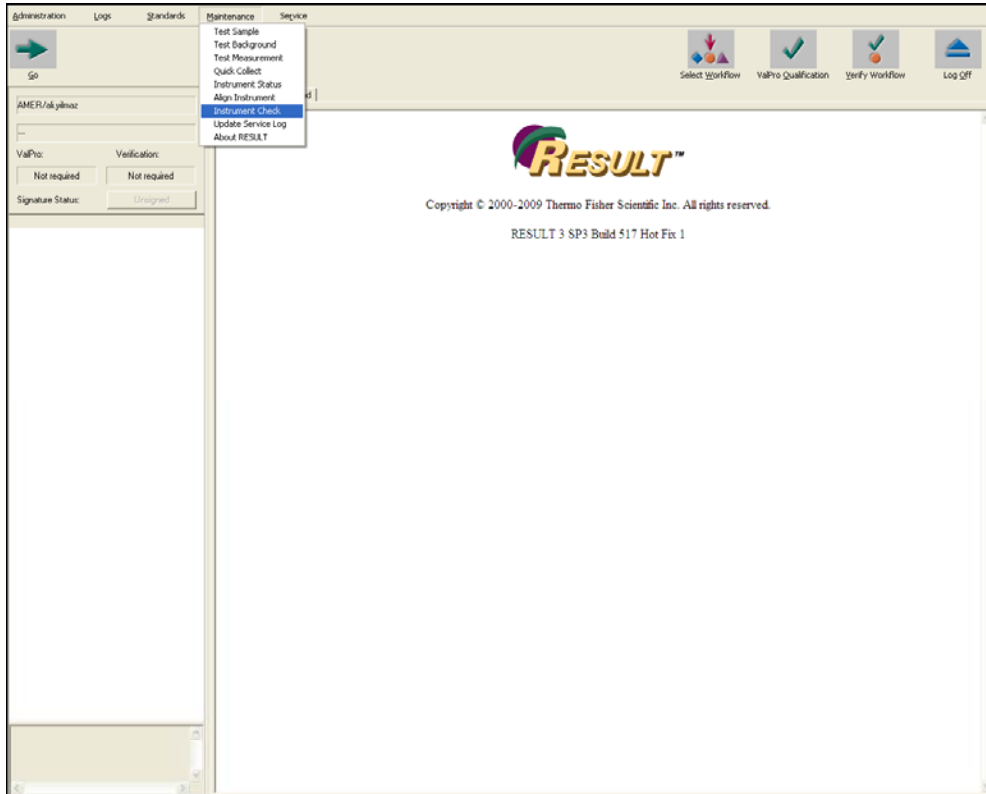 Administration Logs Standards Maintenance Service
Test Sample
Test Background
Test Measurement
Quick Collect
Instrument Status
Align Instrument
Instrument Check
Update Service Log
About RESULT
Go
Select Workflow ValPro Qualification Verify Workflow Log Off
AMER/ali.yilmaz
---
ValPro: Verification:
Not required Not required
Signature Status: Unsigned
RESULT™
Copyright © 2000-2009 Thermo Fisher Scientific Inc. All rights reserved.
RESULT 3 SP3 Build 517 Hot Fix 1